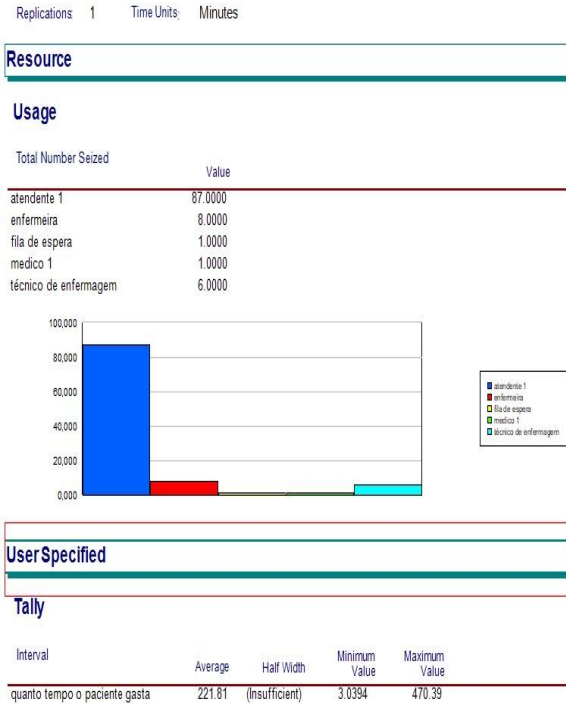 Replications: 1 Time Units: Minutes
Resource
Usage
Total Number Seized
Value
atendente 1 87.0000
enfermeira 8.0000
fila de espera 1.0000
medico 1 1.0000
técnico de enfermagem 6.0000
100,000
80,000
60,000
40,000
20,000
0,000
atendente 1
enfermeira
fila de espera
medico 1
técnico de enfermagem
User Specified
Tally
Interval Average Half Width Minimum Value Maximum Value
quanto tempo o paciente gasta 221.81 (Insufficient) 3.0394 470.39